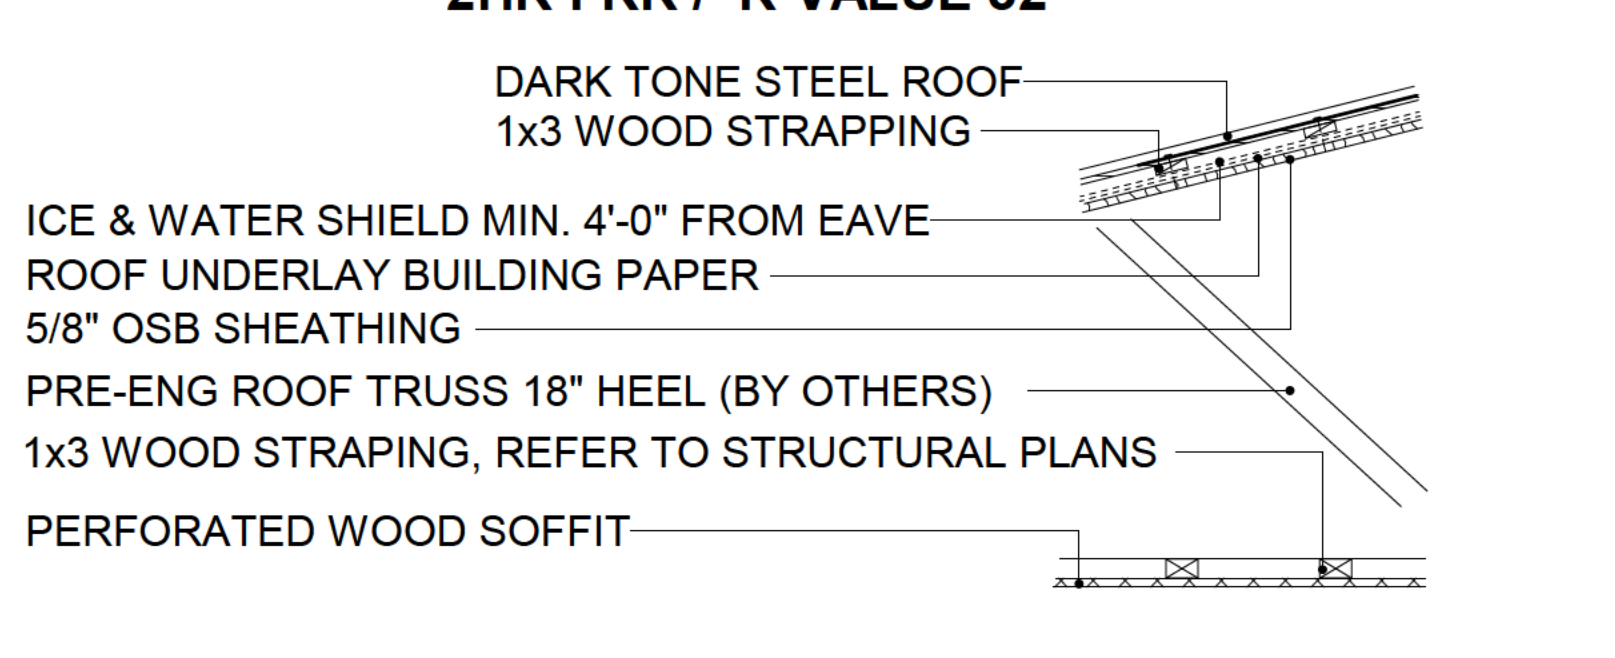 DARK TONE STEEL ROOF
1x3 WOOD STRAPPING
ICE & WATER SHIELD MIN. 4'-0" FROM EAVE
ROOF UNDERLAY BUILDING PAPER
5/8" OSB SHEATHING
PRE-ENG ROOF TRUSS 18" HEEL (BY OTHERS)
1x3 WOOD STRAPING, REFER TO STRUCTURAL PLANS
PERFORATED WOOD SOFFIT